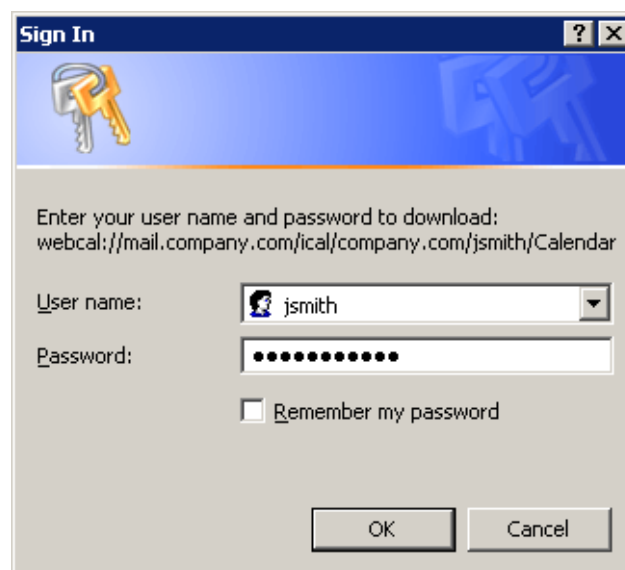 Sign In
Enter your user name and password to download:
webcal://mail.company.com/ical/company.com/jsmith/Calendar
User name:
jsmith
Password:
●●●●●●●●●●●
Remember my password
OK
Cancel